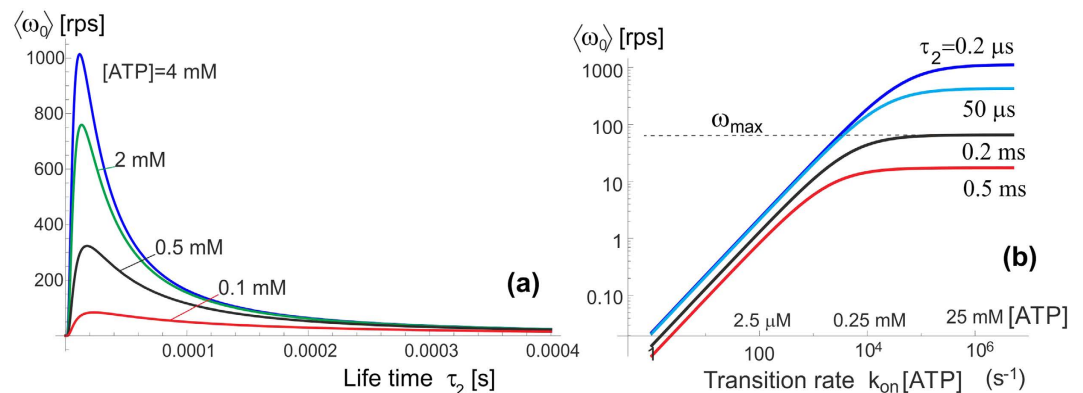 ⟨ω₀⟩ [rps]
1000
800
600
400
200
[ATP]=4 mM
2 mM
0.5 mM
0.1 mM
(a)
0.0001
0.0002
0.0003
0.0004
Life time τ₂ [s]
⟨ω₀⟩ [rps]
1000
100
10
1
0.10
τ₂=0.2 μs
50 μs
ωmax
0.2 ms
0.5 ms
(b)
2.5 μM
0.25 mM
25 mM [ATP]
1
100
10⁴
10⁶
Transition rate kon[ATP] (s⁻¹)